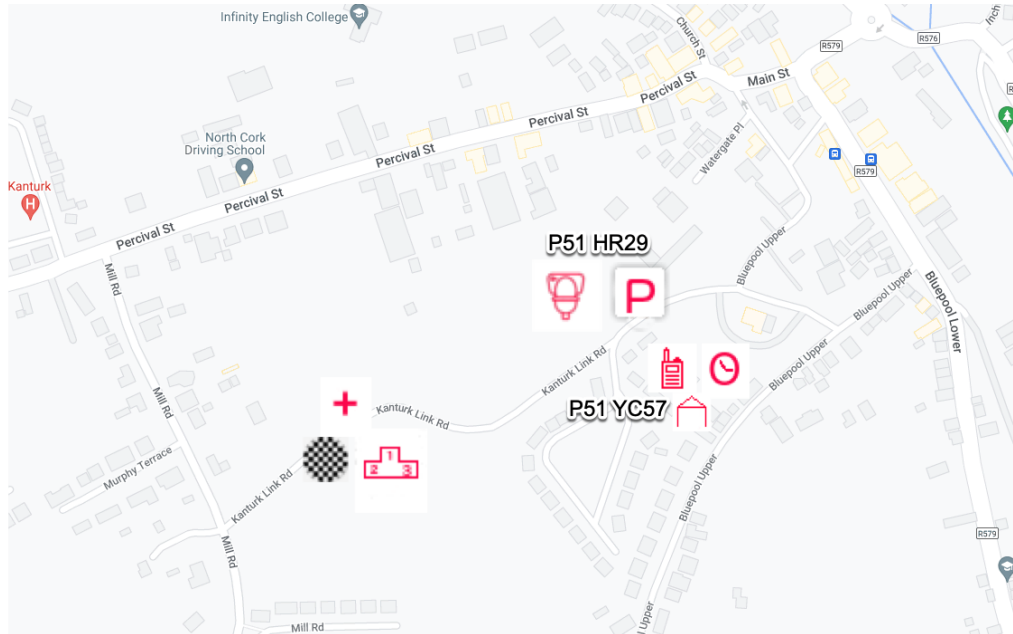 Infinity English College
Church St
R579
R576
Inch
Main St
Percival St
Percival St
North Cork
Driving School
Percival St
Watergate Pl
R579
Kanturk
H
Percival St
Percival St
P51 HR29
Bluepool Upper
Mill Rd
P
Bluepool Upper
Bluepool Lower
Kanturk Link Rd
Bluepool Upper
Mill Rd
Kanturk Link Rd
P51 YC57
Murphy Terrace
1
2 3
Kanturk Link Rd
Bluepool Upper
Mill Rd
R579
Mill Rd
Upper